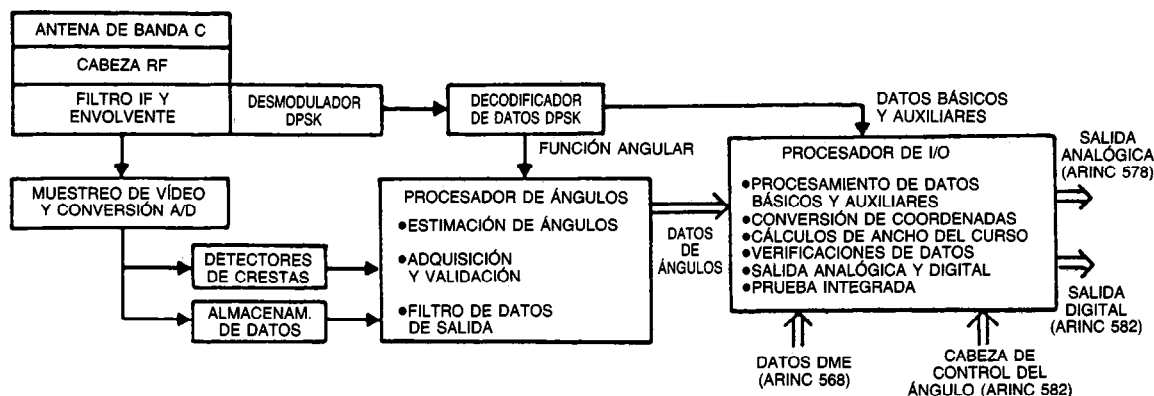 ANTENA DE BANDA C
CABEZA RF
FILTRO IF Y
ENVOLVENTE
DESMODULADOR
DPSK
DECODIFICADOR
DE DATOS DPSK
DATOS BÁSICOS
Y AUXILIARES
FUNCIÓN ANGULAR
MUESTREO DE VÍDEO
Y CONVERSIÓN A/D
DETECTORES
DE CRESTAS
ALMACENAM.
DE DATOS
PROCESADOR DE ÁNGULOS
●ESTIMACIÓN DE ÁNGULOS
●ADQUISICIÓN
Y VALIDACIÓN
●FILTRO DE DATOS
DE SALIDA
DATOS
DE
ÁNGULOS
PROCESADOR DE I/O
●PROCESAMIENTO DE DATOS
BÁSICOS Y AUXILIARES
●CONVERSIÓN DE COORDENADAS
●CÁLCULOS DE ANCHO DEL CURSO
●VERIFICACIONES DE DATOS
●SALIDA ANALÓGICA Y DIGITAL
●PRUEBA INTEGRADA
SALIDA
ANALÓGICA
(ARINC 578)
SALIDA
DIGITAL
(ARINC 582)
DATOS DME
(ARINC 568)
CABEZA DE
CONTROL DEL
ÁNGULO (ARINC 582)